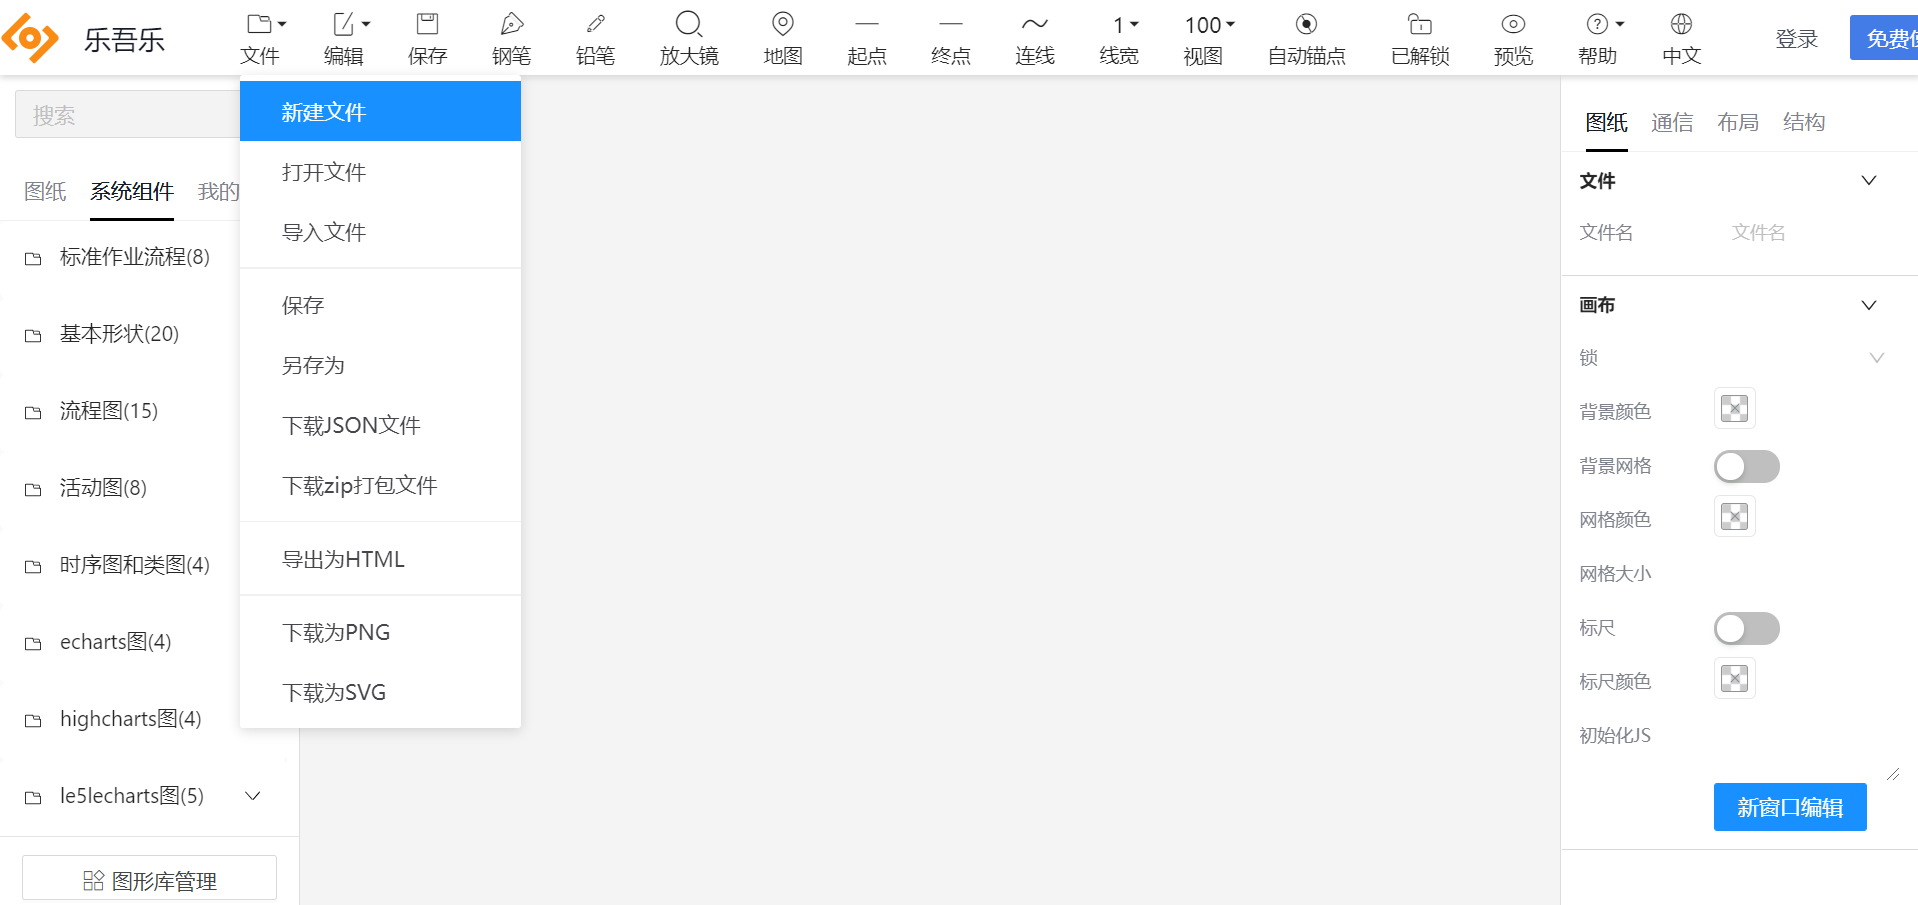 乐吾乐
文件
编辑
保存
钢笔
铅笔
放大镜
地图
起点
终点
连线
1
线宽
100
视图
自动锚点
已解锁
预览
帮助
中文
登录
免费
搜索
图纸
系统组件
我的
标准作业流程(8)
基本形状(20)
流程图(15)
活动图(8)
时序图和类图(4)
echarts图(4)
highcharts图(4)
le5lecharts图(5)
图形库管理
新建文件
打开文件
导入文件
保存
另存为
下载JSON文件
下载zip打包文件
导出为HTML
下载为PNG
下载为SVG
图纸
通信
布局
结构
文件
文件名
文件名
画布
锁
背景颜色
背景网格
网格颜色
网格大小
标尺
标尺颜色
初始化JS
新窗口编辑